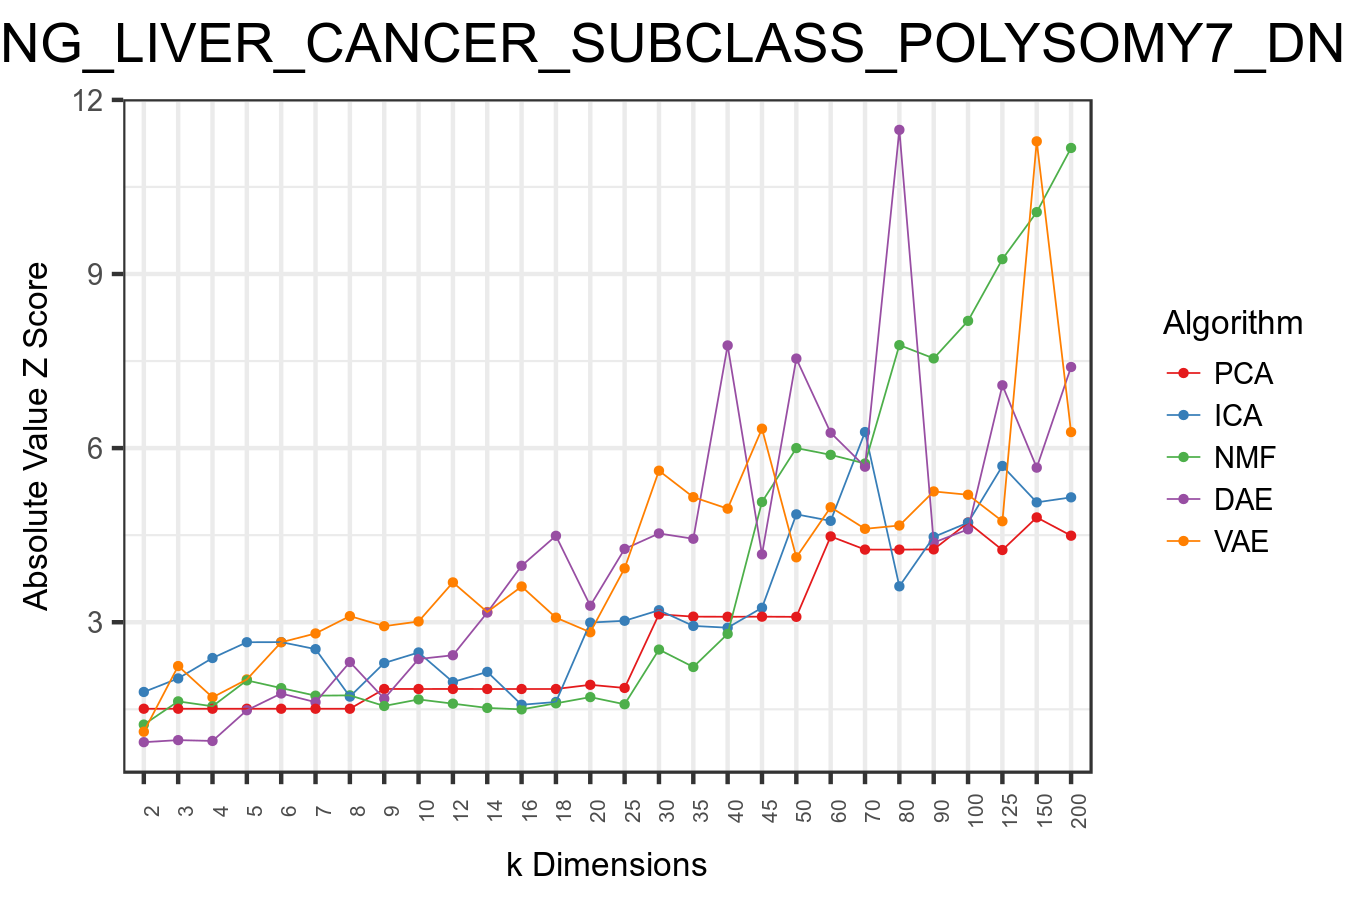 NG_LIVER_CANCER_SUBCLASS_POLYSOMY7_DN
12
9
6
3
Absolute Value Z Score
2 3 4 5 6 7 8 9 10 12 14 16 18 20 25 30 35 40 45 50 60 70 80 90 100 125 150 200
k Dimensions
Algorithm
PCA
ICA
NMF
DAE
VAE